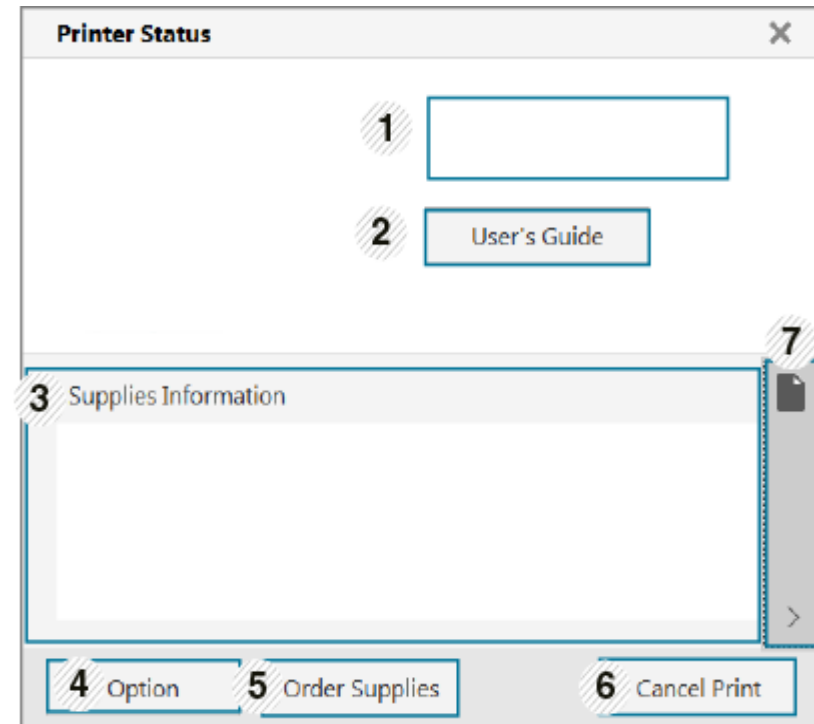 Printer Status
1
2 User's Guide
7
3 Supplies Information
4 Option 5 Order Supplies 6 Cancel Print